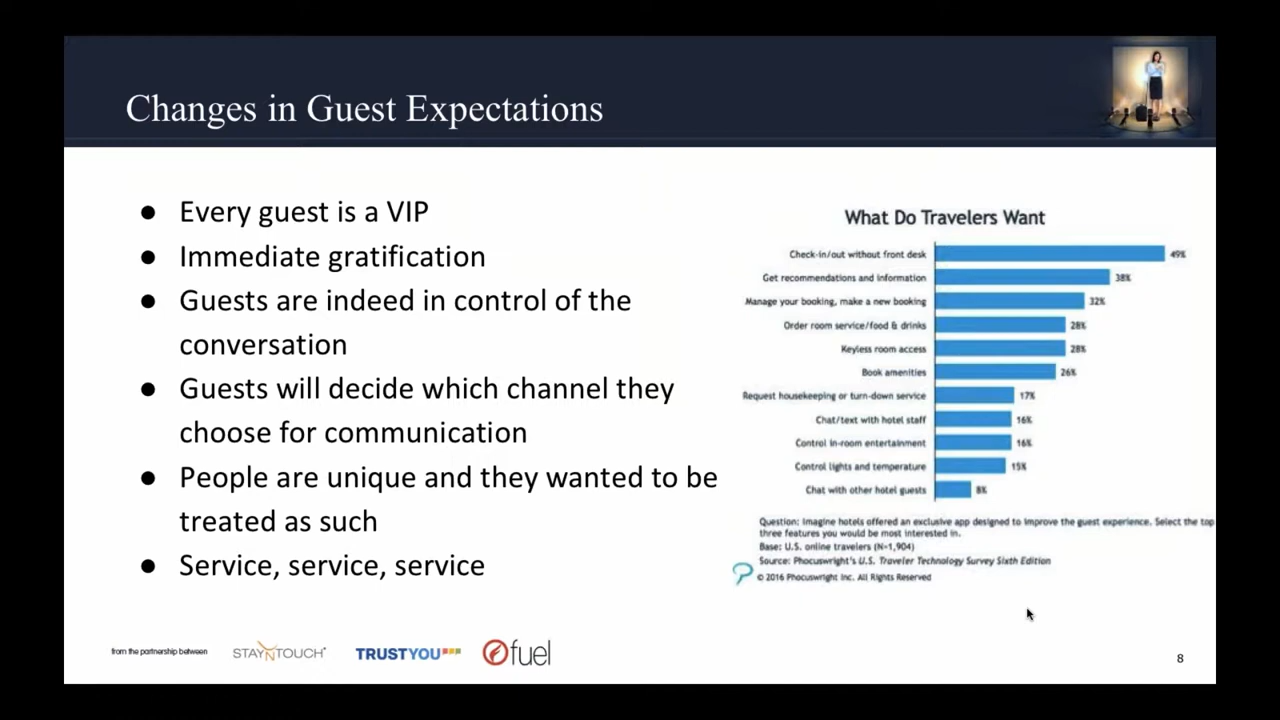 Changes in Guest Expectations
● Every guest is a VIP
● Immediate gratification
● Guests are indeed in control of the
conversation
● Guests will decide which channel they
choose for communication
● People are unique and they wanted to be
treated as such
● Service, service, service
What Do Travelers Want
Check-in/out without front desk 49%
Get recommendations and information 38%
Manage your booking, make a new booking 32%
Order room service/food & drinks 28%
Keyless room access 28%
Book amenities 26%
Request housekeeping or turn-down service 17%
Chat/text with hotel staff 16%
Control in-room entertainment 16%
Control lights and temperature 15%
Chat with other hotel guests 8%
Question: Imagine hotels offered an exclusive app designed to improve the guest experience. Select the top
three features you would be most interested in.
Base: U.S. online travelers (N=1,904)
Source: Phocuswright's U.S. Traveler Technology Survey Sixth Edition
© 2016 Phocuswright Inc. All Rights Reserved
from the partnership between STAYNTOUCH TRUSTYOU fuel
8